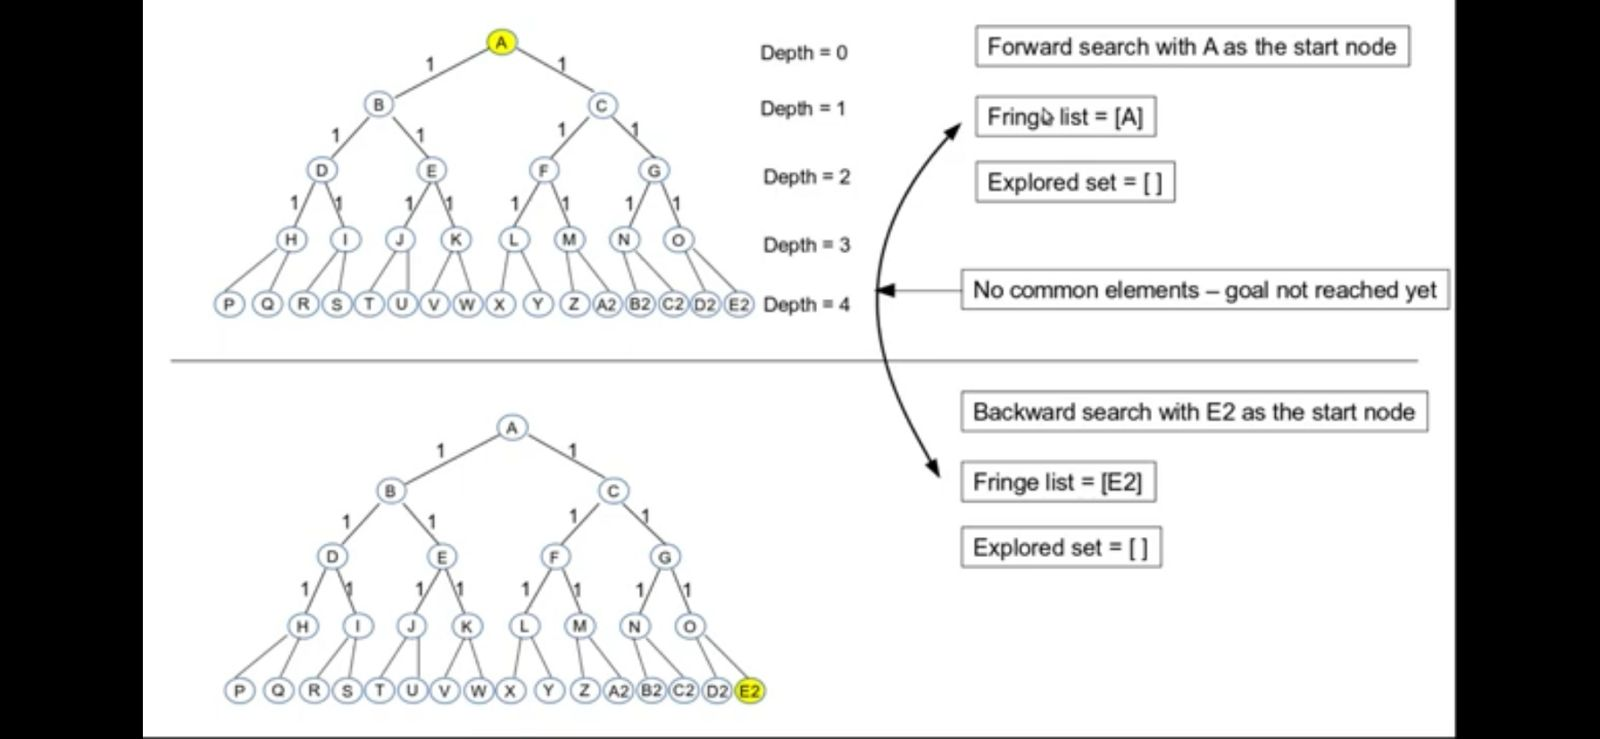 A
Depth = 0
Forward search with A as the start node
1 1
B C
Depth = 1
Fringe list = [A]
1 1 1 1
D E F G
Depth = 2
Explored set = [ ]
1 1 1 1 1 1 1 1
H I J K L M N O
Depth = 3
P Q R S T U V W X Y Z A2 B2 C2 D2 E2
Depth = 4
No common elements – goal not reached yet
Backward search with E2 as the start node
A
1 1
B C
Fringe list = [E2]
1 1 1 1
D E F G
Explored set = [ ]
1 1 1 1 1 1 1 1
H I J K L M N O
P Q R S T U V W X Y Z A2 B2 C2 D2 E2